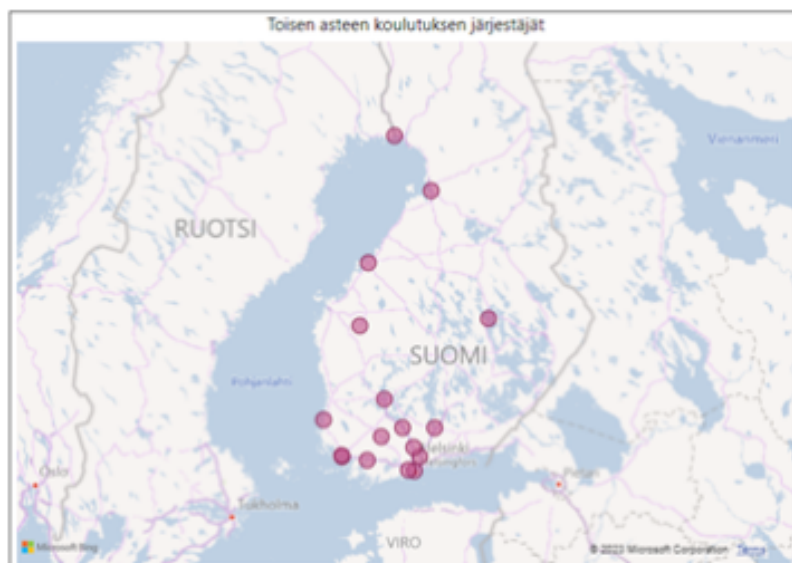 Toisen asteen koulutuksen järjestäjät
Vienanmeri
RUOTSI
SUOMI
Pohjanlahti
Helsinki
Helsingfors
Oslo
Pietari
Tukholma
VIRO
Microsoft Bing
© 2023 Microsoft Corporation Terms